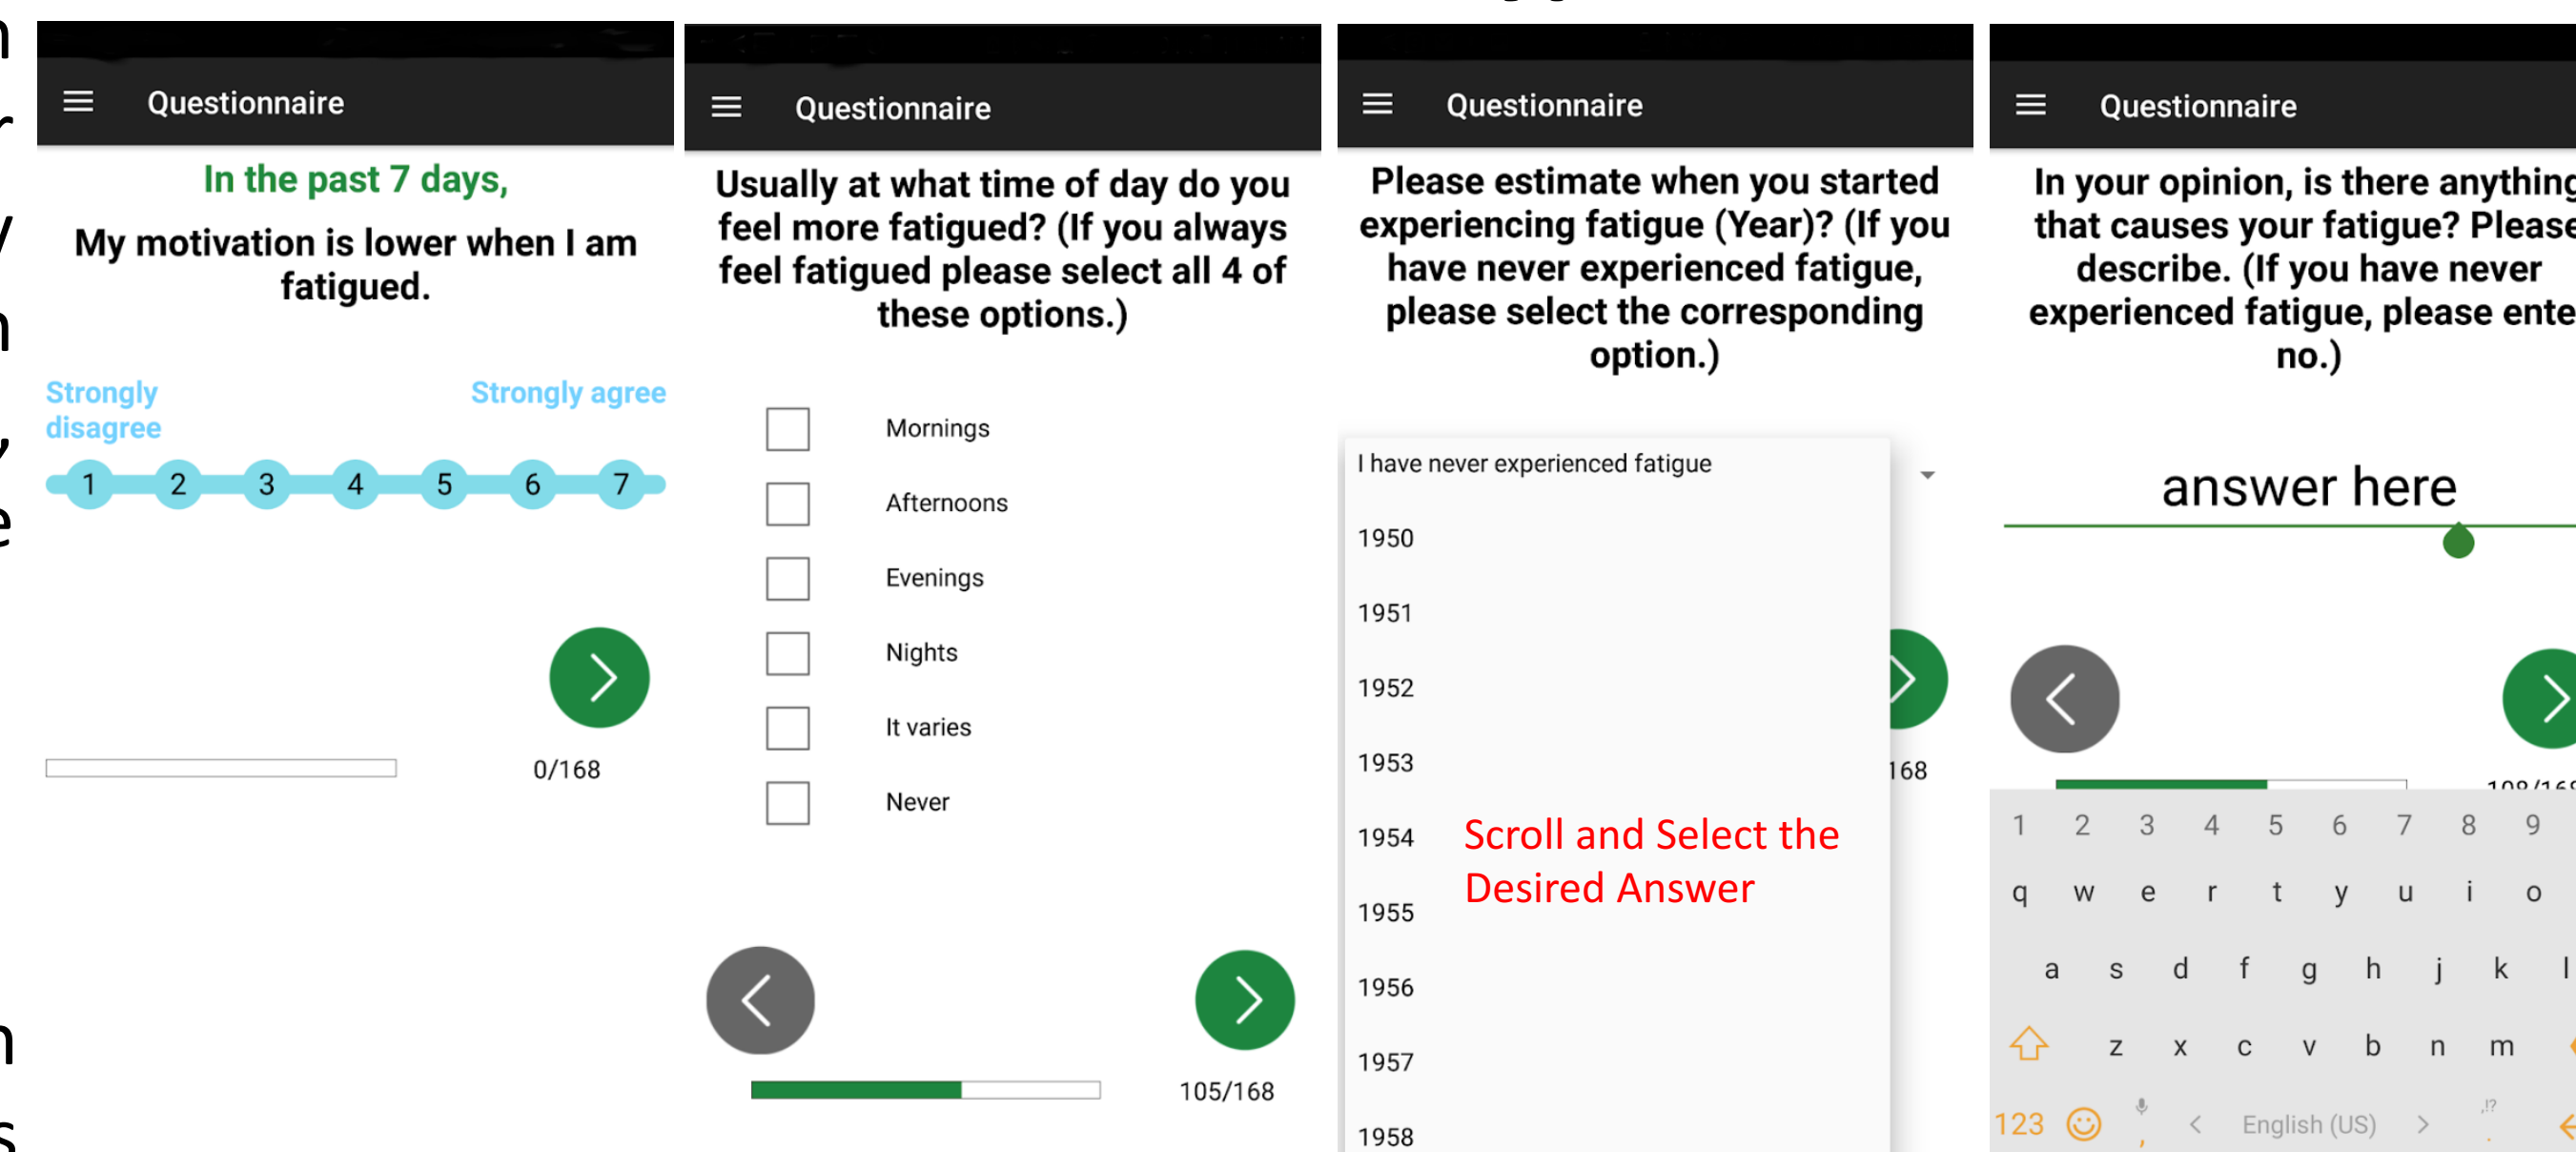 Questionnaire
In the past 7 days,
My motivation is lower when I am
fatigued.
Strongly
disagree
Strongly agree
1 2 3 4 5 6 7
0/168
Questionnaire
Usually at what time of day do you
feel more fatigued? (If you always
feel fatigued please select all 4 of
these options.)
Mornings
Afternoons
Evenings
Nights
It varies
Never
105/168
Questionnaire
Please estimate when you started
experiencing fatigue (Year)? (If you
have never experienced fatigue,
please select the corresponding
option.)
I have never experienced fatigue
1950
1951
1952
1953
168
1954
1955
1956
1957
1958
Scroll and Select the
Desired Answer
Questionnaire
In your opinion, is there anything
that causes your fatigue? Please
describe. (If you have never
experienced fatigue, please ente
no.)
answer here
1 2 3 4 5 6 7 8 9
q w e r t y u i o
a s d f g h j k l
z x c v b n m
123 , < English (US) > ,!? .